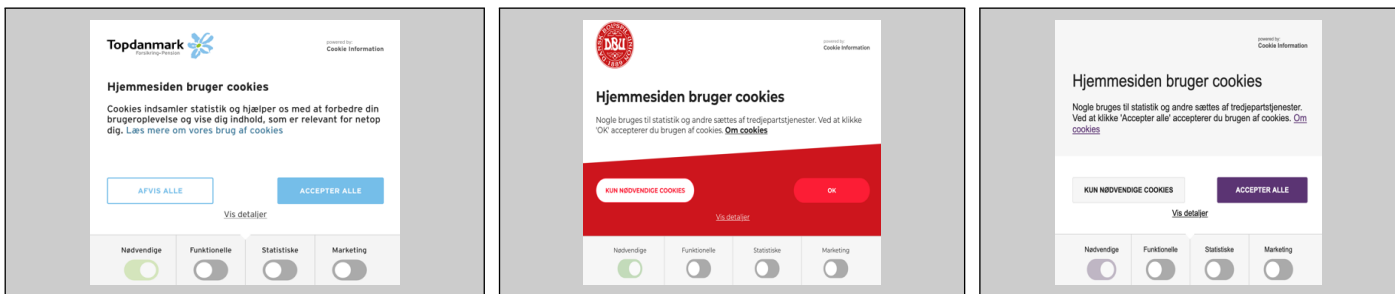 Topdanmark
Forsikring-Pension
powered by:
Cookie Information
Hjemmesiden bruger cookies
Cookies indsamler statistik og hjælper os med at forbedre din
brugeroplevelse og vise dig indhold, som er relevant for netop
dig. Læs mere om vores brug af cookies
AFVIS ALLE
ACCEPTER ALLE
Vis detaljer
Nødvendige
Funktionelle
Statistiske
Marketing
DANSK BOLDSPIL UNION
DBU
1889
powered by:
Cookie Information
Hjemmesiden bruger cookies
Nogle bruges til statistik og andre sættes af tredjepartstjenester. Ved at klikke
'OK' accepterer du brugen af cookies. Om cookies
KUN NØDVENDIGE COOKIES
OK
Vis detaljer
Nødvendige
Funktionelle
Statistiske
Marketing
powered by:
Cookie Information
Hjemmesiden bruger cookies
Nogle bruges til statistik og andre sættes af tredjepartstjenester.
Ved at klikke 'Accepter alle' accepterer du brugen af cookies. Om
cookies
KUN NØDVENDIGE COOKIES
ACCEPTER ALLE
Vis detaljer
Nødvendige
Funktionelle
Statistiske
Marketing